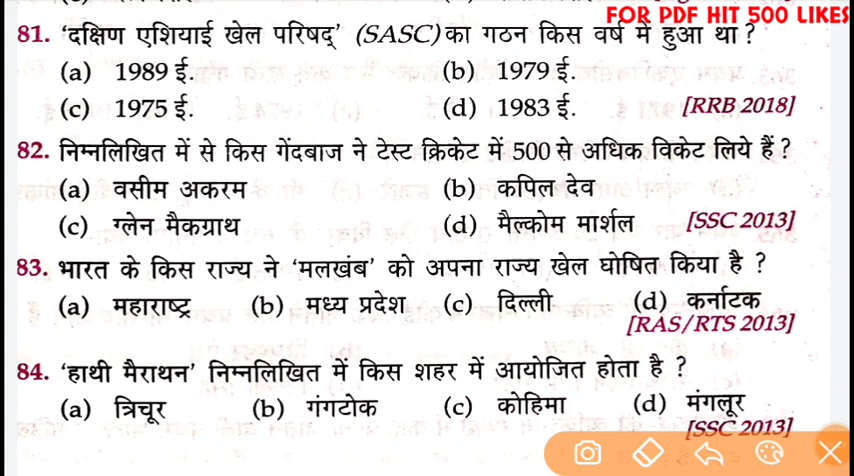 FOR PDF HIT 500 LIKES
81. ‘दक्षिण एशियाई खेल परिषद्’ (SASC) का गठन किस वर्ष में हुआ था?
(a) 1989 ई. (b) 1979 ई.
(c) 1975 ई. (d) 1983 ई. [RRB 2018]
82. निम्नलिखित में से किस गेंदबाज ने टेस्ट क्रिकेट में 500 से अधिक विकेट लिये हैं?
(a) वसीम अकरम (b) कपिल देव
(c) ग्लेन मैकग्राथ (d) मैल्कोम मार्शल [SSC 2013]
83. भारत के किस राज्य ने ‘मलखंब’ को अपना राज्य खेल घोषित किया है ?
(a) महाराष्ट्र (b) मध्य प्रदेश (c) दिल्ली (d) कर्नाटक
[RAS/RTS 2013]
84. ‘हाथी मैराथन’ निम्नलिखित में किस शहर में आयोजित होता है ?
(a) त्रिचूर (b) गंगटोक (c) कोहिमा (d) मंगलूर
[SSC 2013]